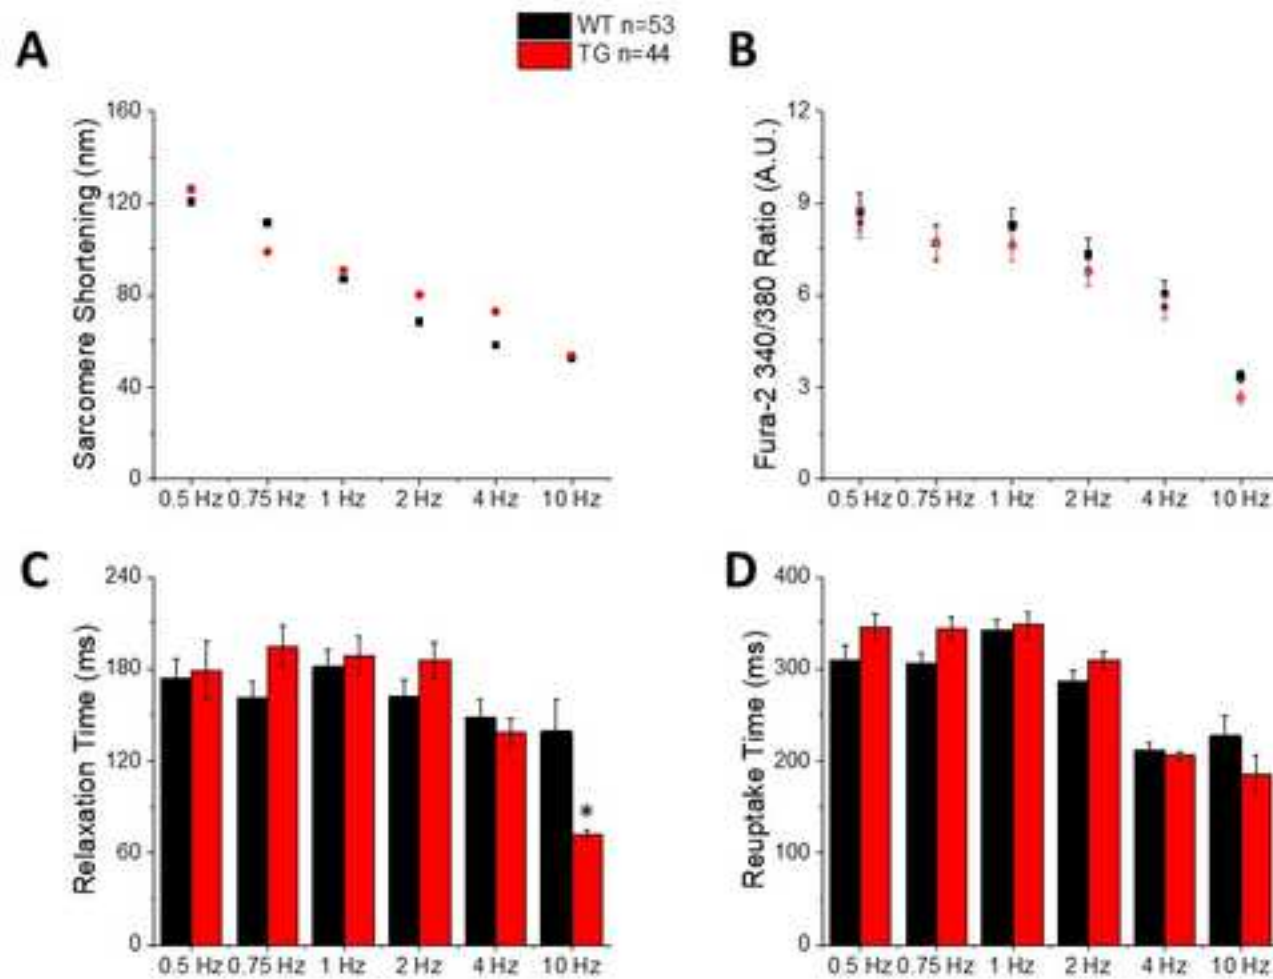 WT n=53
TG n=44
A
B
Sarcomere Shortening (nm)
160
120
80
40
0
0.5 Hz 0.75 Hz 1 Hz 2 Hz 4 Hz 10 Hz
Fura-2 340/380 Ratio (A.U.)
12
9
6
3
0
0.5 Hz 0.75 Hz 1 Hz 2 Hz 4 Hz 10 Hz
C
D
Relaxation Time (ms)
240
180
120
60
0
*
0.5 Hz 0.75 Hz 1 Hz 2 Hz 4 Hz 10 Hz
Reuptake Time (ms)
400
300
200
100
0
0.5 Hz 0.75 Hz 1 Hz 2 Hz 4 Hz 10 Hz